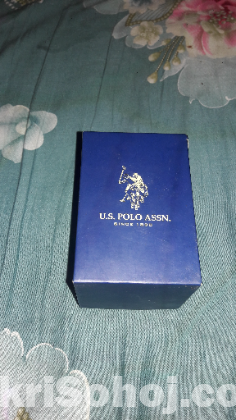 U.S. POLO ASSN.
SINCE 1890
kriSohoj.co